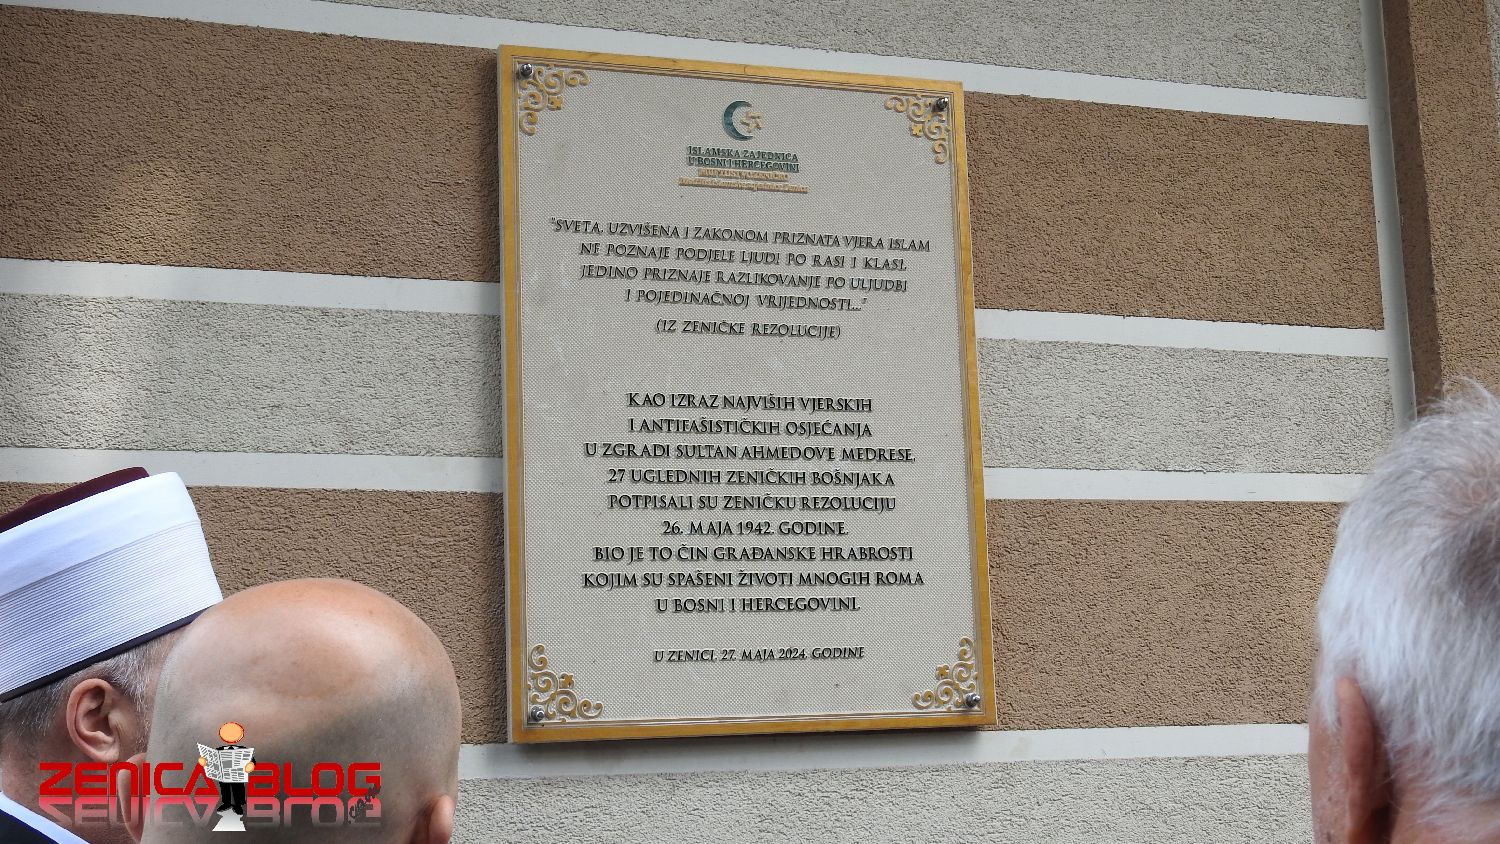 ISLAMSKA ZAJEDNICA
U BOSNI I HERCEGOVINI
"SVETA, UZVIŠENA I ZAKONOM PRIZNATA VJERA ISLAM
NE POZNAJE PODJELE LJUDI PO RASI I KLASI,
JEDINO PRIZNAJE RAZLIKOVANJE PO ULJUDBI
I POJEDINAČNOJ VRIJEDNOSTI..."
(IZ ZENIČKE REZOLUCIJE)
KAO IZRAZ NAJVIŠIH VJERSKIH
I ANTIFAŠISTIČKIH OSJEĆANJA
U ZGRADI SULTAN AHMEDOVE MEDRESE,
27 UGLEDNIH ZENIČKIH BOŠNJAKA
POTPISALI SU ZENIČKU REZOLUCIJU
26. MAJA 1942. GODINE.
BIO JE TO ČIN GRAĐANSKE HRABROSTI
KOJIM SU SPAŠENI ŽIVOTI MNOGIH ROMA
U BOSNI I HERCEGOVINI.
U ZENICI, 27. MAJA 2024. GODINE
ZENICA BLOG